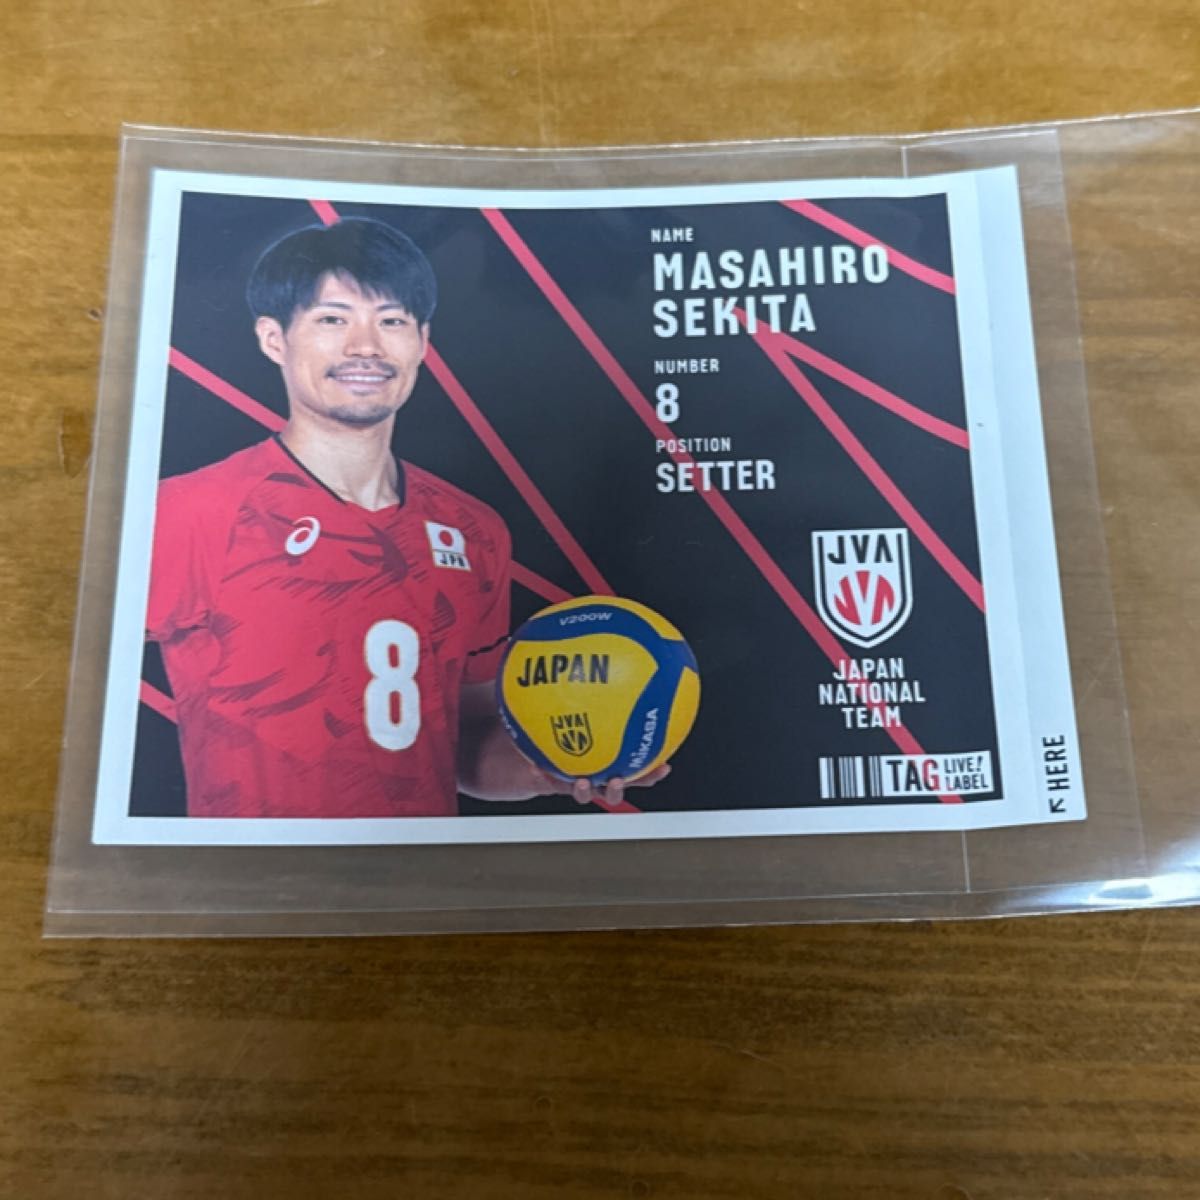 NAME
MASAHIRO
SEKITA
NUMBER
8
POSITION
SETTER
JPN
8
V200W
JAPAN
JVA
MIKASA
JVA
JAPAN
NATIONAL
TEAM
TAG LIVE!
LABEL
↖HERE